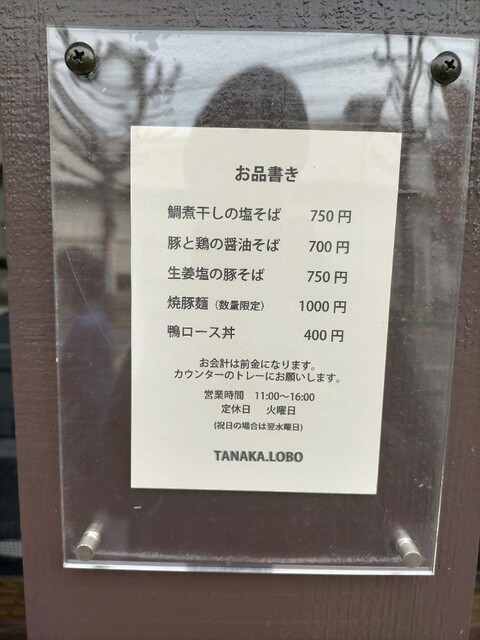 お品書き
鯛煮干しの塩そば 750円
豚と鶏の醤油そば 700円
生姜塩の豚そば 750円
焼豚麺（数量限定） 1000円
鴨ロース丼 400円
お会計は前金になります。
カウンターのトレーにお願いします。
営業時間 11:00～16:00
定休日 火曜日
(祝日の場合は翌水曜日)
TANAKA.LOBO